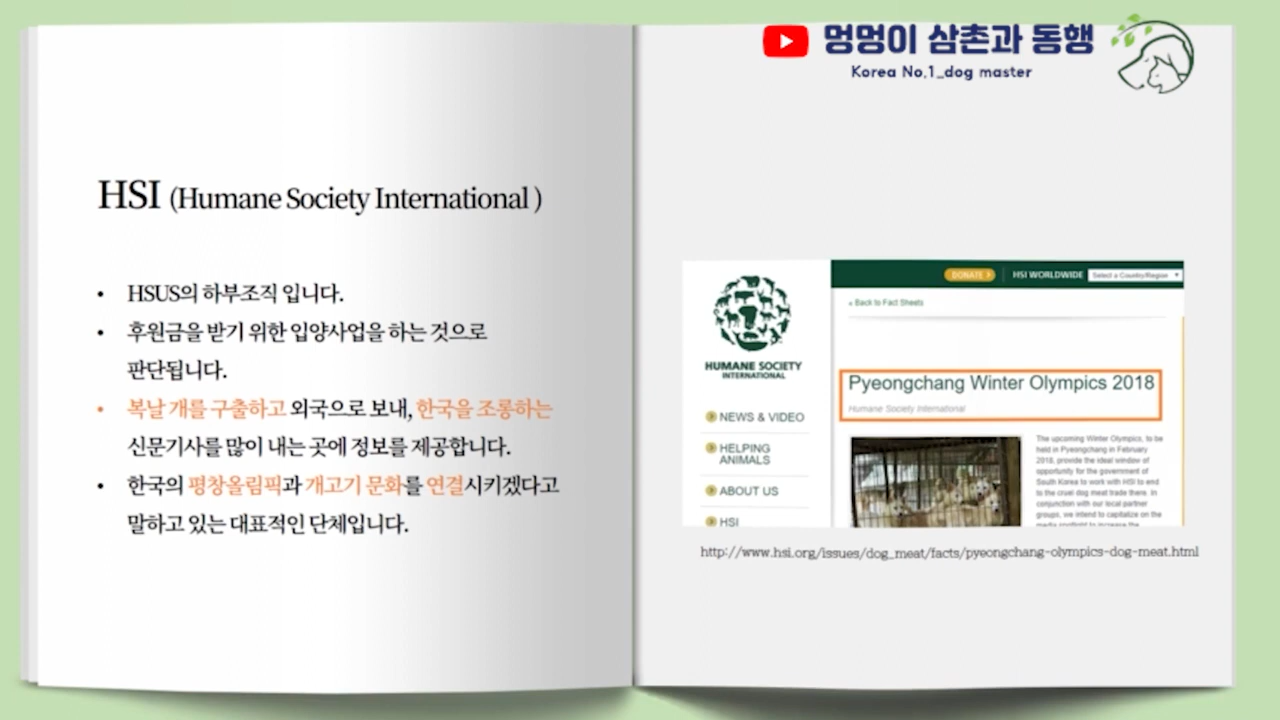 멍멍이 삼촌과 동행
Korea No.1_dog master
HSI (Humane Society International )
• HSUS의 하부조직 입니다.
• 후원금을 받기 위한 입양사업을 하는 것으로
판단됩니다.
• 복날 개를 구출하고 외국으로 보내, 한국을 조롱하는
신문기사를 많이 내는 곳에 정보를 제공합니다.
• 한국의 평창올림픽과 개고기 문화를 연결시키겠다고
말하고 있는 대표적인 단체입니다.
DONATE
HSI WORLDWIDE
Select a Country/Region
« Back to Fact Sheets
HUMANE SOCIETY
INTERNATIONAL
Pyeongchang Winter Olympics 2018
Humane Society International
NEWS & VIDEO
HELPING
ANIMALS
ABOUT US
HSI
The upcoming Winter Olympics, to be
held in Pyeongchang in February
2018, provide the ideal window of
opportunity for the government of
South Korea to work with HSI to end
to the cruel dog meat trade there. In
conjunction with our local partner
groups, we intend to capitalize on the
media spotlight to increase the
http://www.hsi.org/issues/dog_meat/facts/pyeongchang-olympics-dog-meat.html